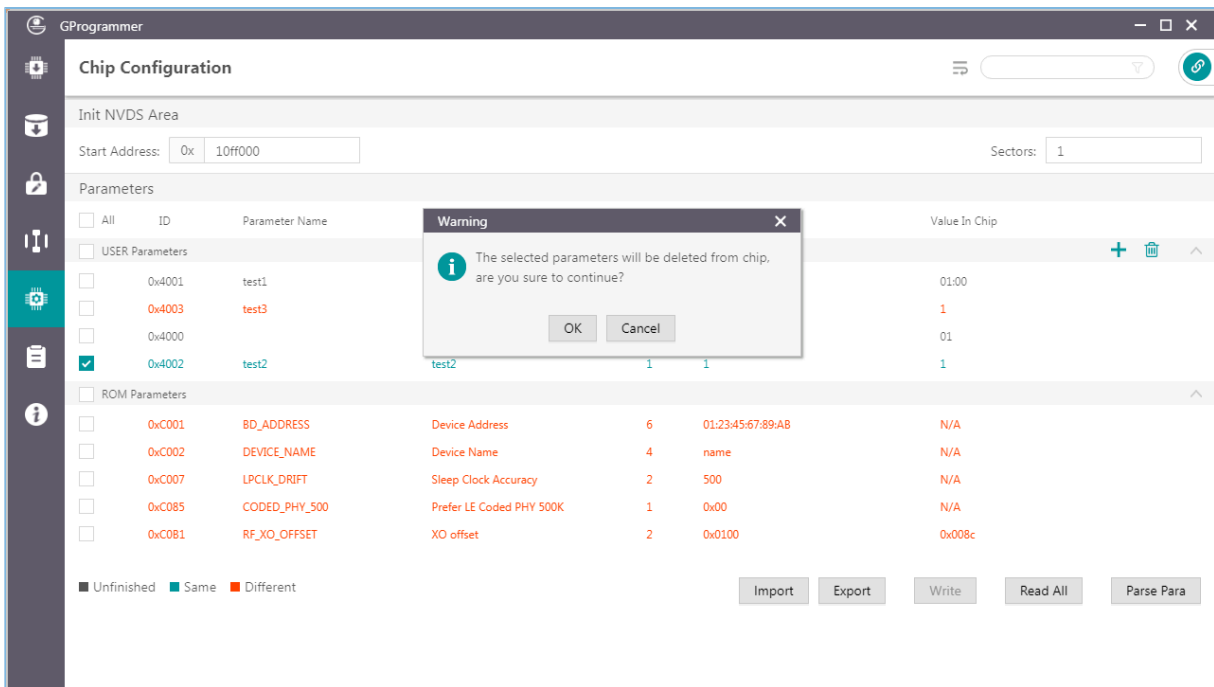 GProgrammer
Chip Configuration
Init NVDS Area
Start Address: 0x 10ff000 Sectors: 1
Parameters
All ID Parameter Name Value In Chip
Warning
The selected parameters will be deleted from chip,
are you sure to continue?
OK Cancel
USER Parameters
0x4001 test1 01:00
0x4003 test3 1
0x4000 01
0x4002 test2 test2 1 1 1
ROM Parameters
0xC001 BD_ADDRESS Device Address 6 01:23:45:67:89:AB N/A
0xC002 DEVICE_NAME Device Name 4 name N/A
0xC007 LPCLK_DRIFT Sleep Clock Accuracy 2 500 N/A
0xC085 CODED_PHY_500 Prefer LE Coded PHY 500K 1 0x00 N/A
0xC0B1 RF_XO_OFFSET XO offset 2 0x0100 0x008c
Unfinished Same Different
Import Export Write Read All Parse Para